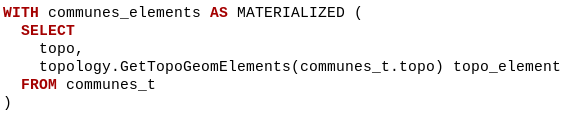 WITH communes_elements AS MATERIALIZED (
  SELECT
    topo,
    topology.GetTopoGeomElements(communes_t.topo) topo_element
  FROM communes_t
)